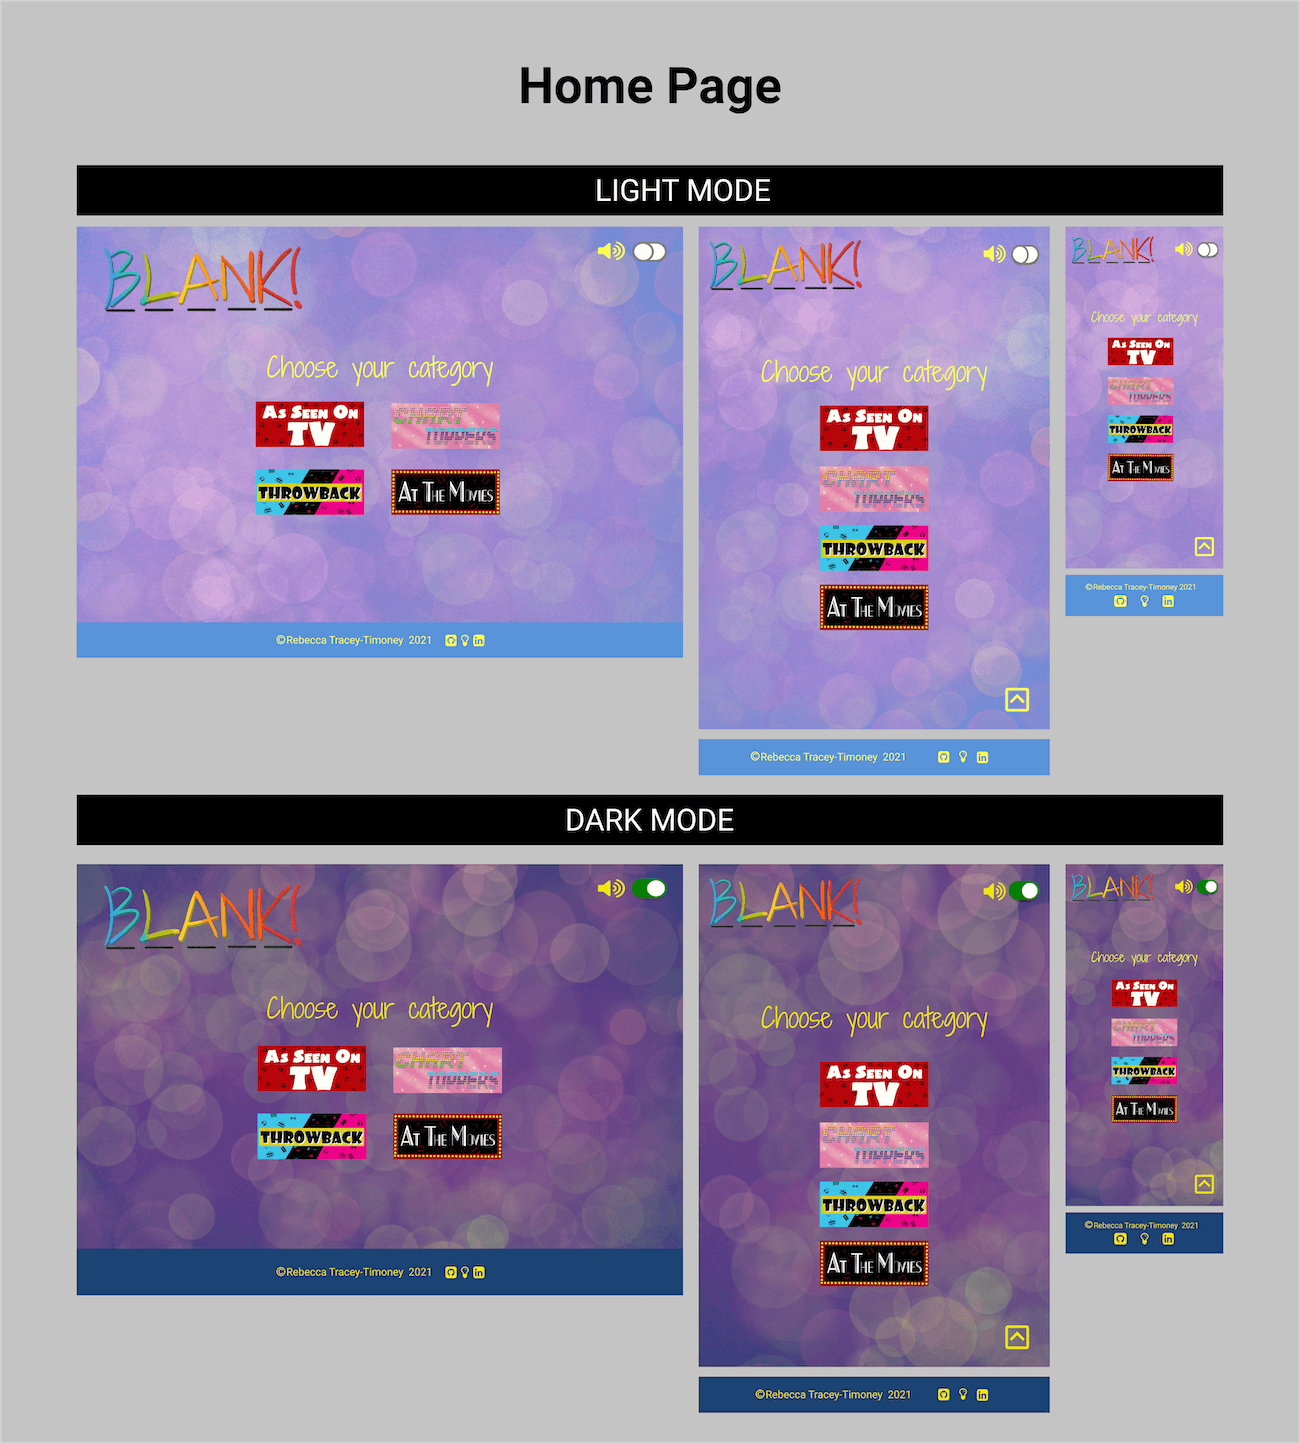 Home Page
LIGHT MODE
BLANK!
Choose your category
As Seen On
TV
CHART
TOPPERS
THROWBACK
At The Movies
©Rebecca Tracey-Timoney 2021
BLANK!
Choose your category
As Seen On
TV
CHART
TOPPERS
THROWBACK
At The Movies
©Rebecca Tracey-Timoney 2021
BLANK!
Choose your category
As Seen On
TV
CHART
TOPPERS
THROWBACK
At The Movies
©Rebecca Tracey-Timoney 2021
DARK MODE
BLANK!
Choose your category
As Seen On
TV
CHART
TOPPERS
THROWBACK
At The Movies
©Rebecca Tracey-Timoney 2021
BLANK!
Choose your category
As Seen On
TV
CHART
TOPPERS
THROWBACK
At The Movies
©Rebecca Tracey-Timoney 2021
BLANK!
Choose your category
As Seen On
TV
CHART
TOPPERS
THROWBACK
At The Movies
©Rebecca Tracey-Timoney 2021